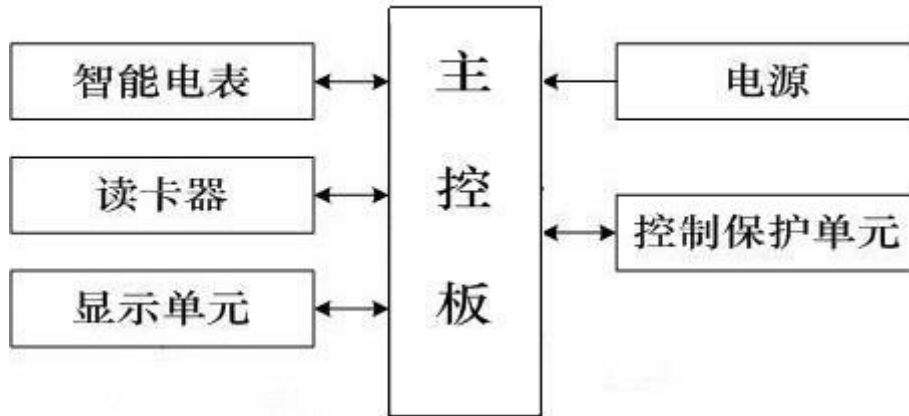 智能电表
读卡器
显示单元
主控板
电源
控制保护单元